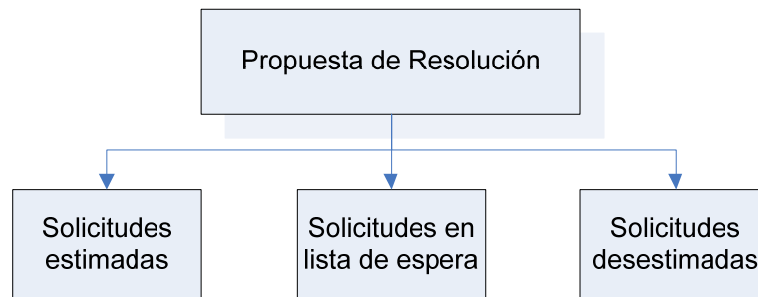 Propuesta de Resolución
Solicitudes
estimadas
Solicitudes en
lista de espera
Solicitudes
desestimadas